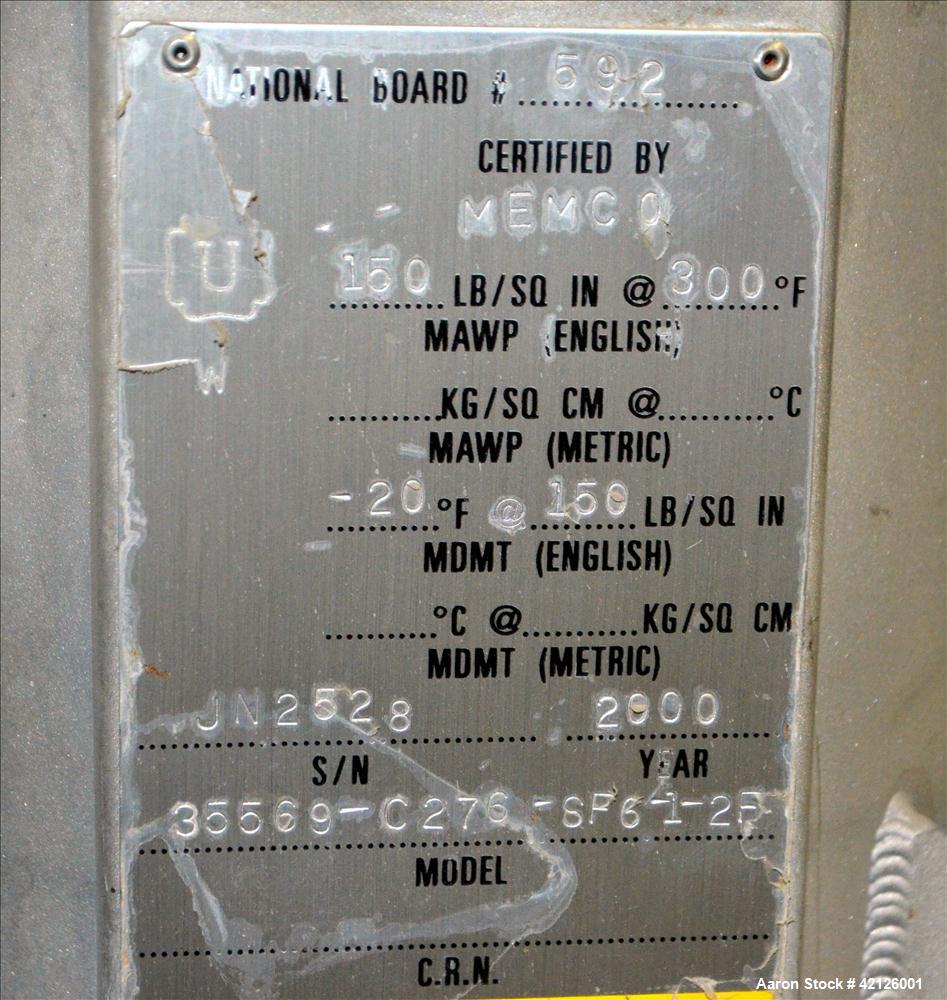 NATIONAL BOARD # 592
CERTIFIED BY
MEMCO
U
150 LB/SQ IN @ 300 °F
MAWP (ENGLISH)
W
KG/SQ CM @ °C
MAWP (METRIC)
-20 °F @ 150 LB/SQ IN
MDMT (ENGLISH)
°C @ KG/SQ CM
MDMT (METRIC)
JN2528 2000
S/N YEAR
35569-C276-SF6-1-2P
MODEL
C.R.N.
Aaron Stock # 42126001